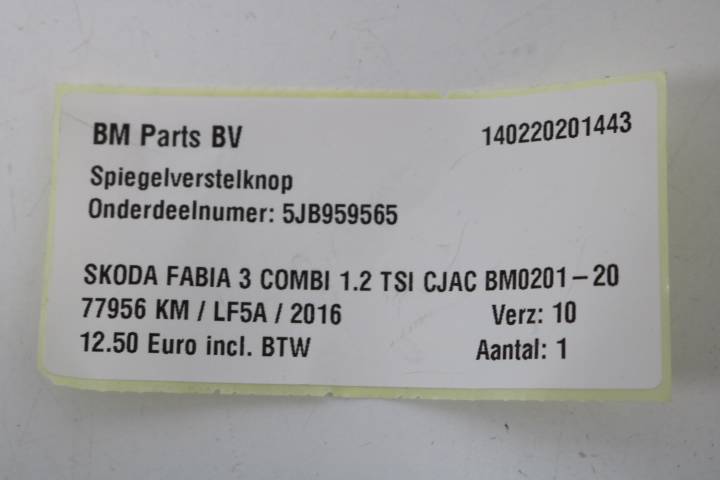 BM Parts BV
140220201443
Spiegelverstelknop
Onderdeelnumer: 5JB959565
SKODA FABIA 3 COMBI 1.2 TSI CJAC BM0201-20
77956 KM / LF5A / 2016 Verz: 10
12.50 Euro incl. BTW Aantal: 1